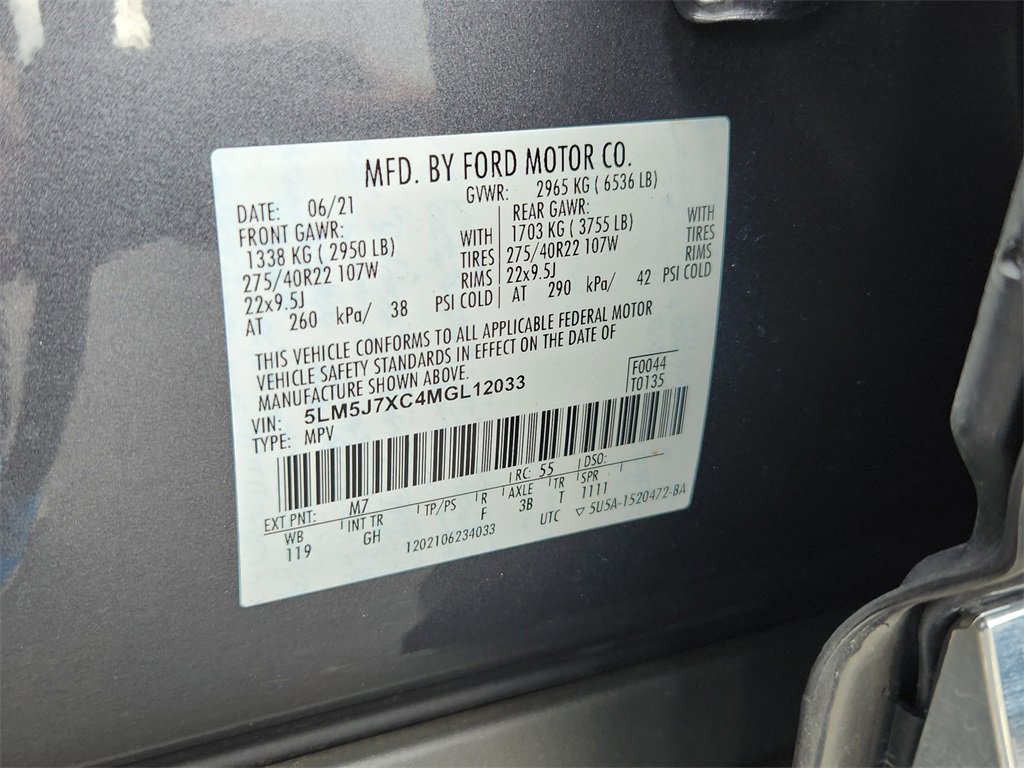 MFD. BY FORD MOTOR CO.
DATE: 06/21 GVWR: 2965 KG ( 6536 LB)
FRONT GAWR: REAR GAWR:
1338 KG ( 2950 LB) WITH 1703 KG ( 3755 LB) WITH
275/40R22 107W TIRES 275/40R22 107W TIRES
22x9.5J RIMS 22x9.5J RIMS
AT 260 kPa/ 38 PSI COLD AT 290 kPa/ 42 PSI COLD
THIS VEHICLE CONFORMS TO ALL APPLICABLE FEDERAL MOTOR
VEHICLE SAFETY STANDARDS IN EFFECT ON THE DATE OF
MANUFACTURE SHOWN ABOVE.
F0044
T0135
VIN: 5LM5J7XC4MGL12033
TYPE: MPV
EXT PNT: M7 RC: 55 DSO:
WB INT TR TP/PS R AXLE TR SPR
119 GH F 3B T 1111
1202106234033 UTC ▽ 5U5A-1520472-BA